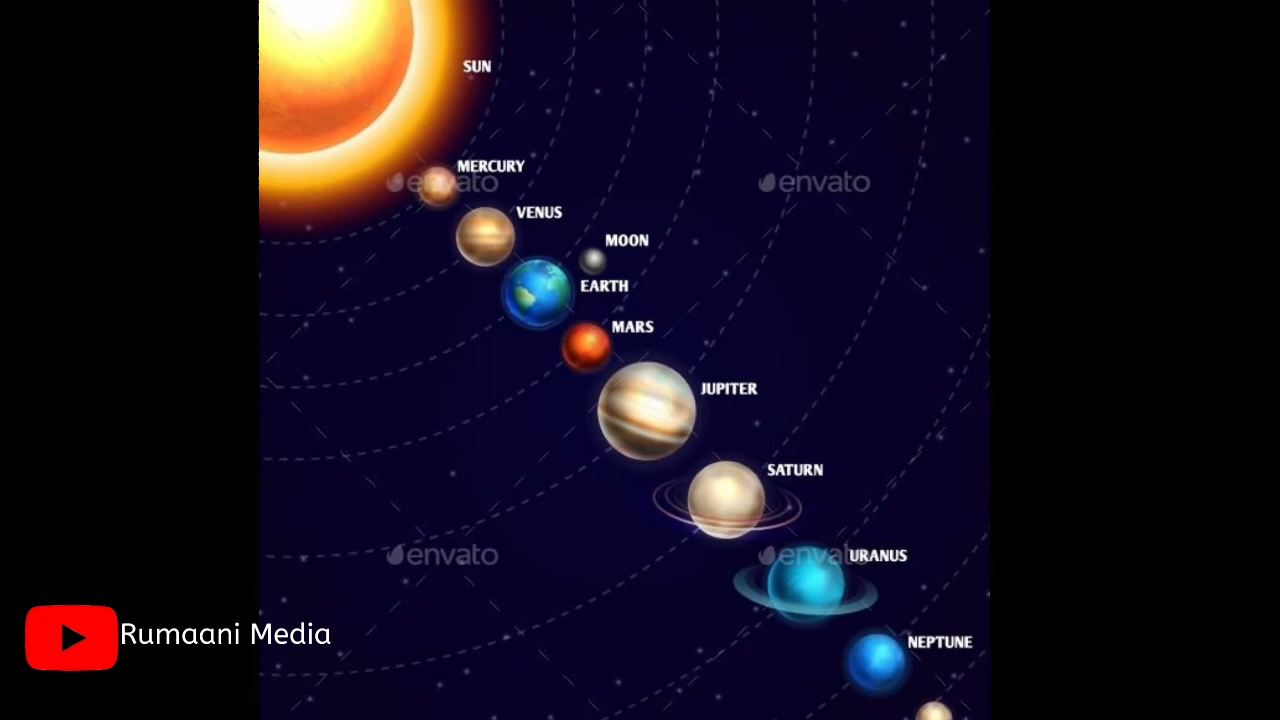 SUN
MERCURY
envato
envato
VENUS
MOON
EARTH
MARS
JUPITER
SATURN
envato
envato
URANUS
Rumaani Media
NEPTUNE